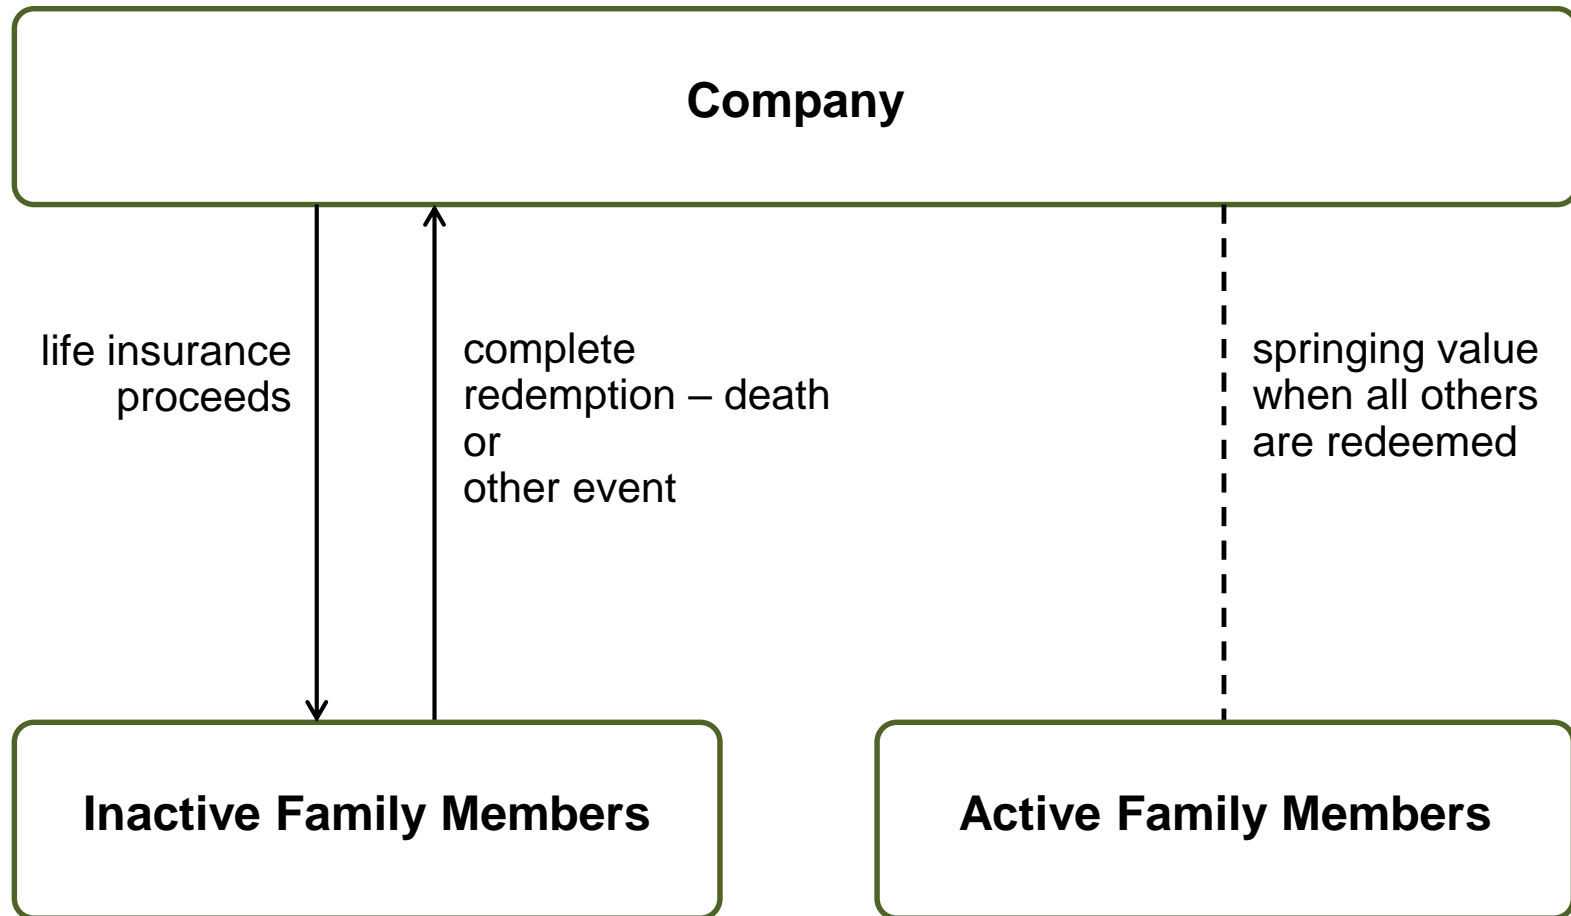 Company
life insurance
proceeds
complete
redemption – death
or
other event
springing value
when all others
are redeemed
Inactive Family Members
Active Family Members